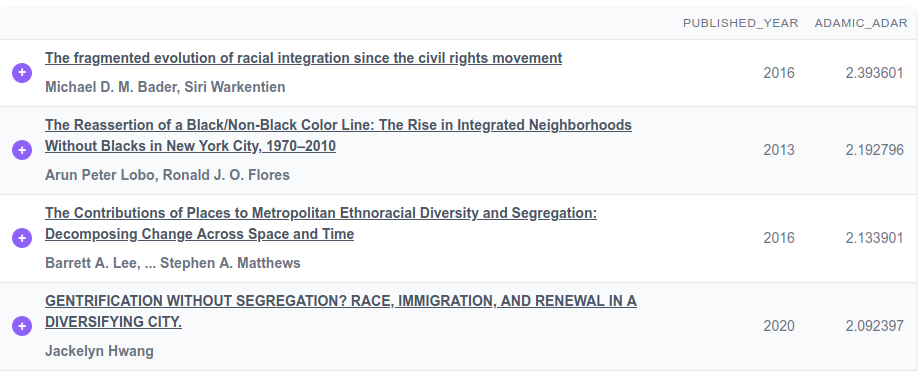 PUBLISHED_YEAR ADAMIC_ADAR
The fragmented evolution of racial integration since the civil rights movement
Michael D. M. Bader, Siri Warkentien
2016 2.393601
The Reassertion of a Black/Non-Black Color Line: The Rise in Integrated Neighborhoods
Without Blacks in New York City, 1970–2010
Arun Peter Lobo, Ronald J. O. Flores
2013 2.192796
The Contributions of Places to Metropolitan Ethnoracial Diversity and Segregation:
Decomposing Change Across Space and Time
Barrett A. Lee, ... Stephen A. Matthews
2016 2.133901
GENTRIFICATION WITHOUT SEGREGATION? RACE, IMMIGRATION, AND RENEWAL IN A
DIVERSIFYING CITY.
Jackelyn Hwang
2020 2.092397